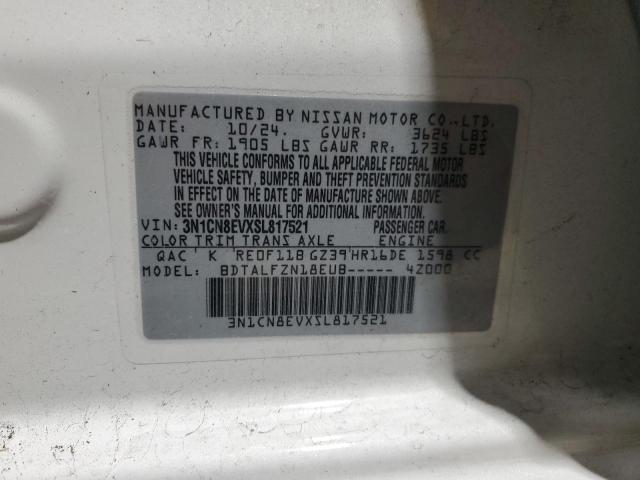 MANUFACTURED BY NISSAN MOTOR CO.,LTD.
DATE: 10/24. GVWR: 3624 LBS
GAWR FR: 1905 LBS GAWR RR: 1735 LBS
THIS VEHICLE CONFORMS TO ALL APPLICABLE FEDERAL MOTOR
VEHICLE SAFETY, BUMPER AND THEFT PREVENTION STANDARDS
IN EFFECT ON THE DATE OF MANUFACTURE SHOWN ABOVE.
SEE OWNER'S MANUAL FOR ADDITIONAL INFORMATION.
VIN: 3N1CN8EVXSL817521 PASSENGER CAR.
COLOR TRIM TRANS AXLE ENGINE
QAC K RE0F11B GZ39 HR16DE 1598 CC
MODEL: BDTALFZN18EUB----- 4Z000
3N1CN8EVXSL817521